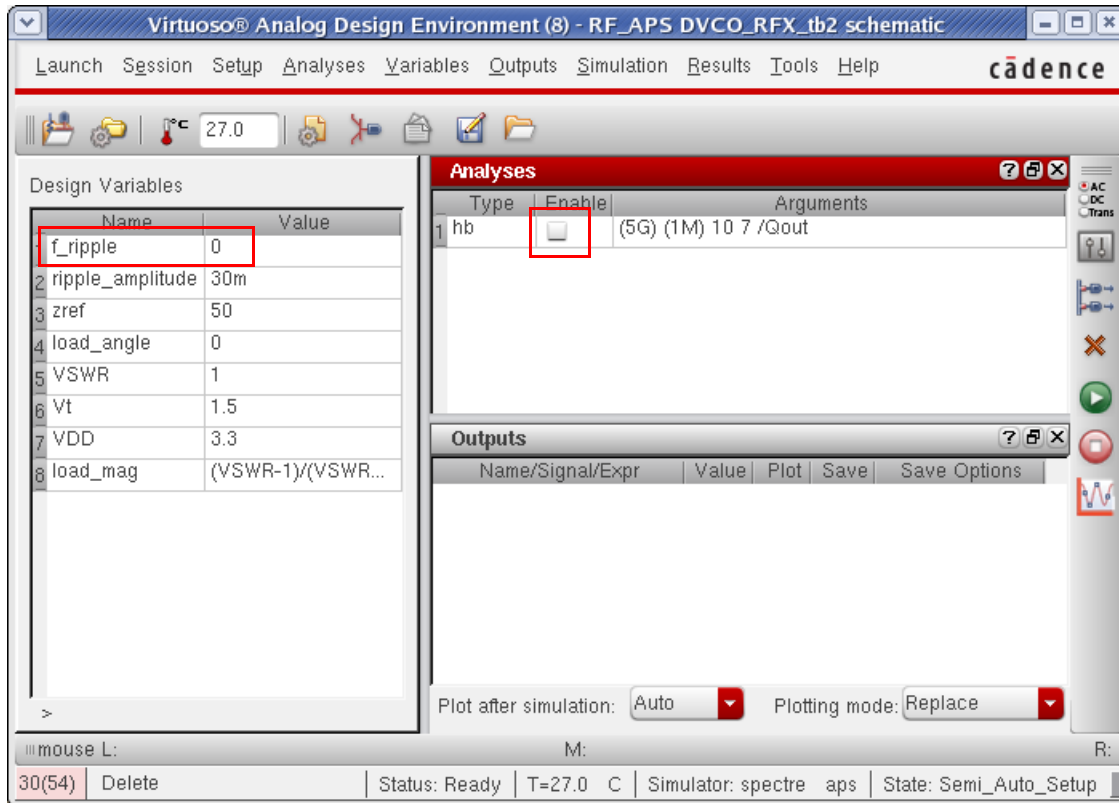 Virtuoso® Analog Design Environment (8) - RF_APS DVCO_RFX_tb2 schematic
Launch Session Setup Analyses Variables Outputs Simulation Results Tools Help cādence
°C 27.0
Design Variables
Name Value
1 f_ripple 0
2 ripple_amplitude 30m
3 zref 50
4 load_angle 0
5 VSWR 1
6 Vt 1.5
7 VDD 3.3
8 load_mag (VSWR-1)/(VSWR...
>
Analyses
Type Enable Arguments
1 hb (5G) (1M) 10 7 /Qout
Outputs
Name/Signal/Expr Value Plot Save Save Options
Plot after simulation: Auto Plotting mode: Replace
AC
DC
Trans
mouse L: M: R:
30(54) Delete Status: Ready T=27.0 C Simulator: spectre aps State: Semi_Auto_Setup